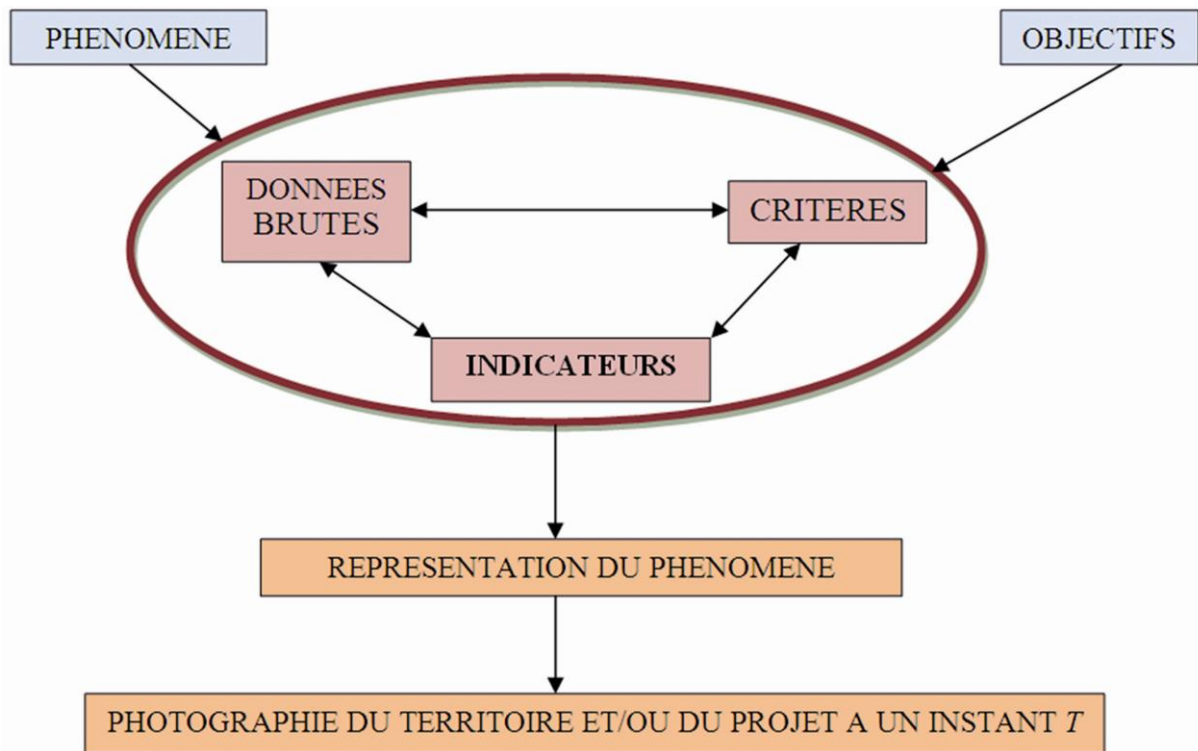 PHENOMENE
OBJECTIFS
DONNEES
BRUTES
CRITERES
INDICATEURS
REPRESENTATION DU PHENOMENE
PHOTOGRAPHIE DU TERRITOIRE ET/OU DU PROJET A UN INSTANT T